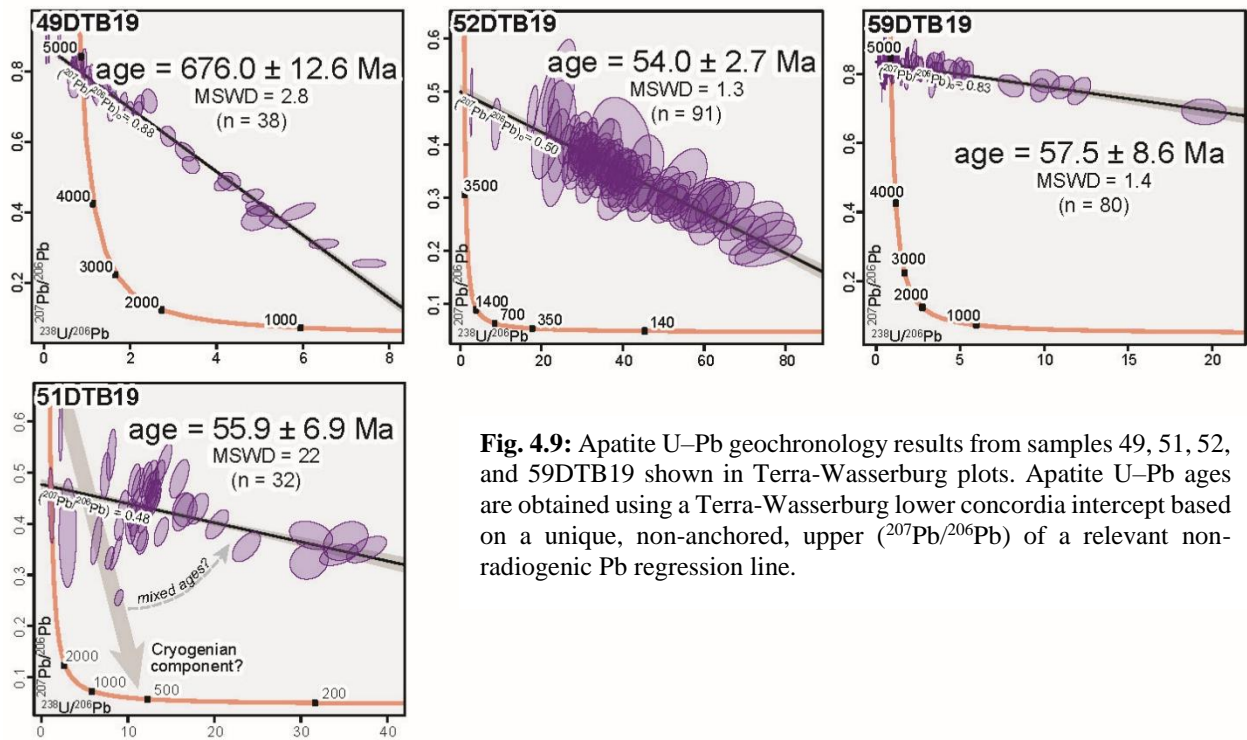 49DTB19
age = 676.0 ± 12.6 Ma
MSWD = 2.8
(n = 38)
(²⁰⁷Pb/²⁰⁶Pb)₀= 0.88
5000
4000
3000
2000
1000
0.8
0.6
0.4
0.2
²⁰⁷Pb/²⁰⁶Pb
²³⁸U/²⁰⁶Pb
0 2 4 6 8
52DTB19
age = 54.0 ± 2.7 Ma
MSWD = 1.3
(n = 91)
(²⁰⁷Pb/²⁰⁶Pb)₀= 0.50
3500
1400
700
350
140
0.6
0.5
0.4
0.3
0.2
0.1
²⁰⁷Pb/²⁰⁶Pb
²³⁸U/²⁰⁶Pb
0 20 40 60 80
59DTB19
(²⁰⁷Pb/²⁰⁶Pb)₀= 0.83
age = 57.5 ± 8.6 Ma
MSWD = 1.4
(n = 80)
5000
4000
3000
2000
1000
0.8
0.6
0.4
0.2
²⁰⁷Pb/²⁰⁶Pb
²³⁸U/²⁰⁶Pb
0 5 10 15 20
51DTB19
age = 55.9 ± 6.9 Ma
MSWD = 22
(n = 32)
(²⁰⁷Pb/²⁰⁶Pb) = 0.48
mixed ages?
Cryogenian
component?
2000
1000
500
200
0.6
0.5
0.4
0.3
0.2
0.1
²⁰⁷Pb/²⁰⁶Pb
²³⁸U/²⁰⁶Pb
0 10 20 30 40
Fig. 4.9: Apatite U–Pb geochronology results from samples 49, 51, 52,
and 59DTB19 shown in Terra-Wasserburg plots. Apatite U–Pb ages
are obtained using a Terra-Wasserburg lower concordia intercept based
on a unique, non-anchored, upper (²⁰⁷Pb/²⁰⁶Pb) of a relevant non-
radiogenic Pb regression line.